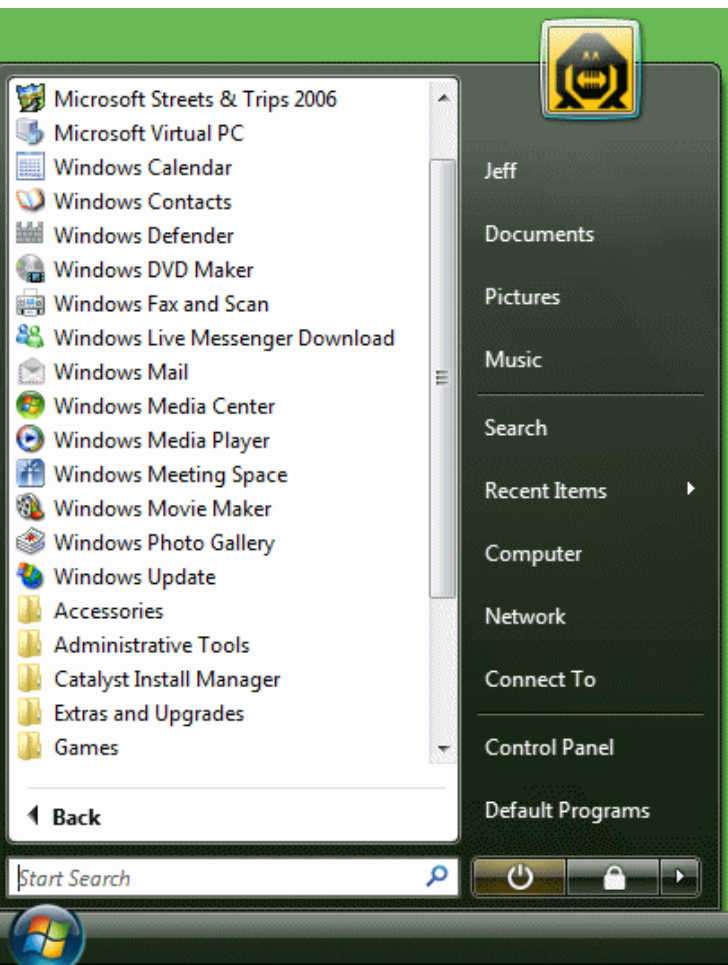 Microsoft Streets & Trips 2006
Microsoft Virtual PC
Windows Calendar
Windows Contacts
Windows Defender
Windows DVD Maker
Windows Fax and Scan
Windows Live Messenger Download
Windows Mail
Windows Media Center
Windows Media Player
Windows Meeting Space
Windows Movie Maker
Windows Photo Gallery
Windows Update
Accessories
Administrative Tools
Catalyst Install Manager
Extras and Upgrades
Games
Back
Start Search
Jeff
Documents
Pictures
Music
Search
Recent Items
Computer
Network
Connect To
Control Panel
Default Programs